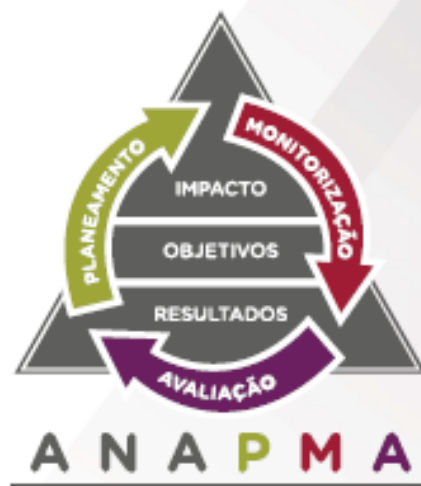 PLANEAMENTO
MONITORIZAÇÃO
IMPACTO
OBJETIVOS
RESULTADOS
AVALIAÇÃO
ANAPMA